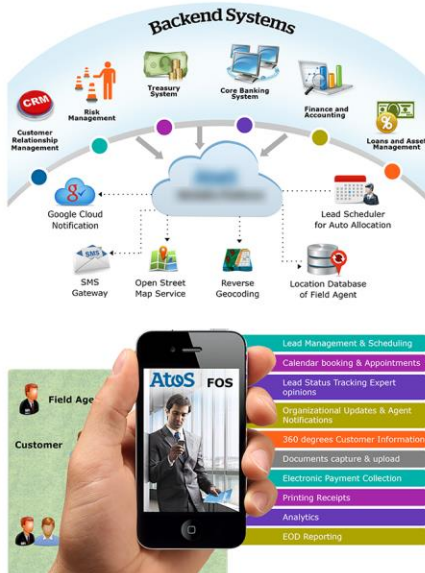 Backend Systems
CRM
Customer
Relationship
Management
Risk
Management
Treasury
System
Core Banking
System
Finance and
Accounting
Loans and Asset
Management
Google Cloud
Notification
Lead Scheduler
for Auto Allocation
SMS
SMS
Gateway
Open Street
Map Service
Reverse
Geocoding
Location Database
of Field Agent
Field Age
Customer
AtoS FOS
Lead Management & Scheduling
Calendar booking & Appointments
Lead Status Tracking Expert
opinions
Organizational Updates & Agent
Notifications
360 degrees Customer Information
Documents capture & upload
Electronic Payment Collection
Printing Receipts
Analytics
EOD Reporting